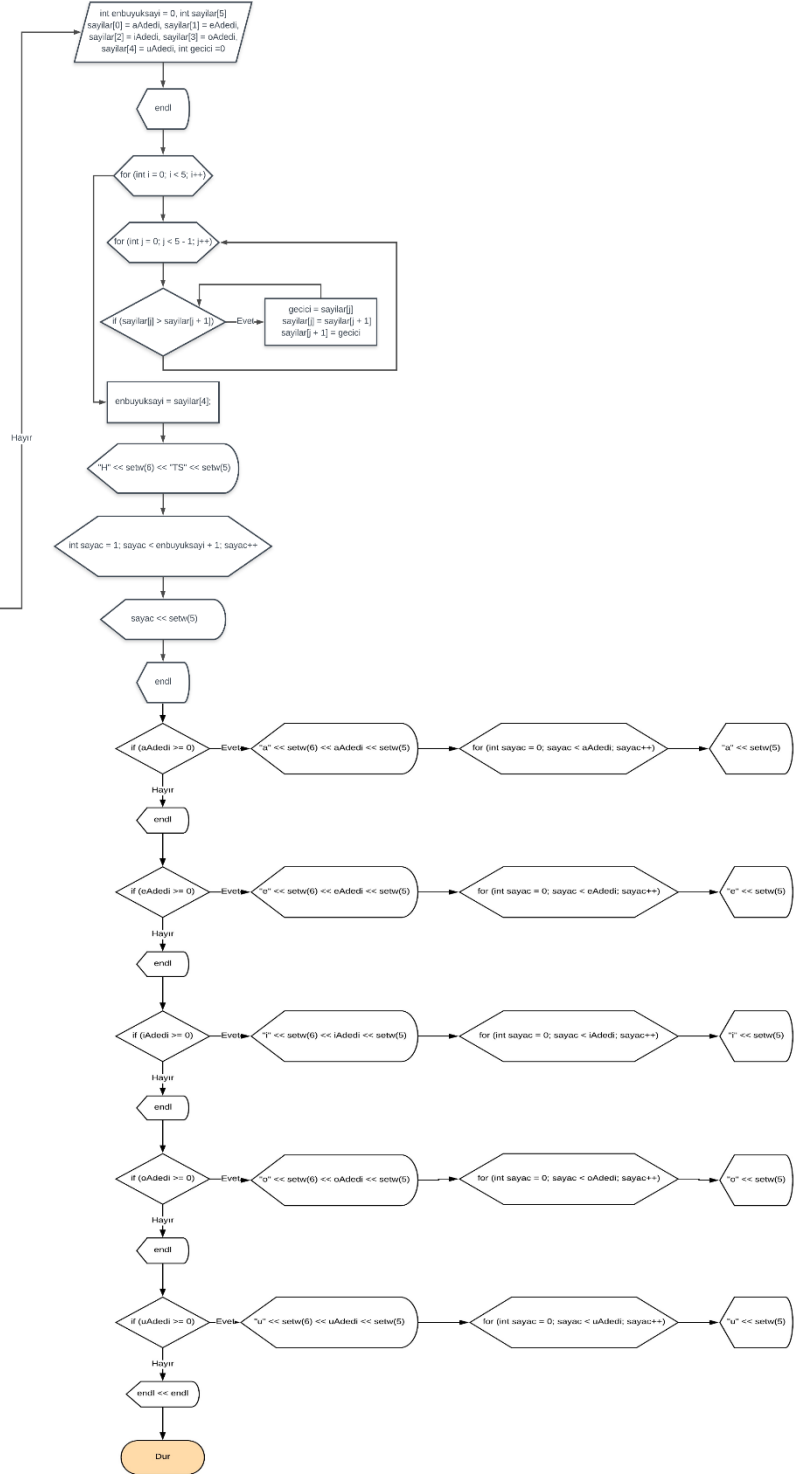 int enbuyuksayi = 0, int sayilar[5]
sayilar[0] = aAdedi, sayilar[1] = eAdedi,
sayilar[2] = iAdedi, sayilar[3] = oAdedi,
sayilar[4] = uAdedi, int gecici =0
endl
for (int i = 0; i < 5; i++)
for (int j = 0; j < 5 - 1; j++)
if (sayilar[j] > sayilar[j + 1])
Evet
gecici = sayilar[j]
sayilar[j] = sayilar[j + 1]
sayilar[j + 1] = gecici
enbuyuksayi = sayilar[4];
Hayır
"H" << setw(6) << "TS" << setw(5)
int sayac = 1; sayac < enbuyuksayi + 1; sayac++
sayac << setw(5)
endl
if (aAdedi >= 0)
Evet
"a" << setw(6) << aAdedi << setw(5)
for (int sayac = 0; sayac < aAdedi; sayac++)
"a" << setw(5)
Hayır
endl
if (eAdedi >= 0)
Evet
"e" << setw(6) << eAdedi << setw(5)
for (int sayac = 0; sayac < eAdedi; sayac++)
"e" << setw(5)
Hayır
endl
if (iAdedi >= 0)
Evet
"i" << setw(6) << iAdedi << setw(5)
for (int sayac = 0; sayac < iAdedi; sayac++)
"i" << setw(5)
Hayır
endl
if (oAdedi >= 0)
Evet
"o" << setw(6) << oAdedi << setw(5)
for (int sayac = 0; sayac < oAdedi; sayac++)
"o" << setw(5)
Hayır
endl
if (uAdedi >= 0)
Evet
"u" << setw(6) << uAdedi << setw(5)
for (int sayac = 0; sayac < uAdedi; sayac++)
"u" << setw(5)
Hayır
endl << endl
Dur